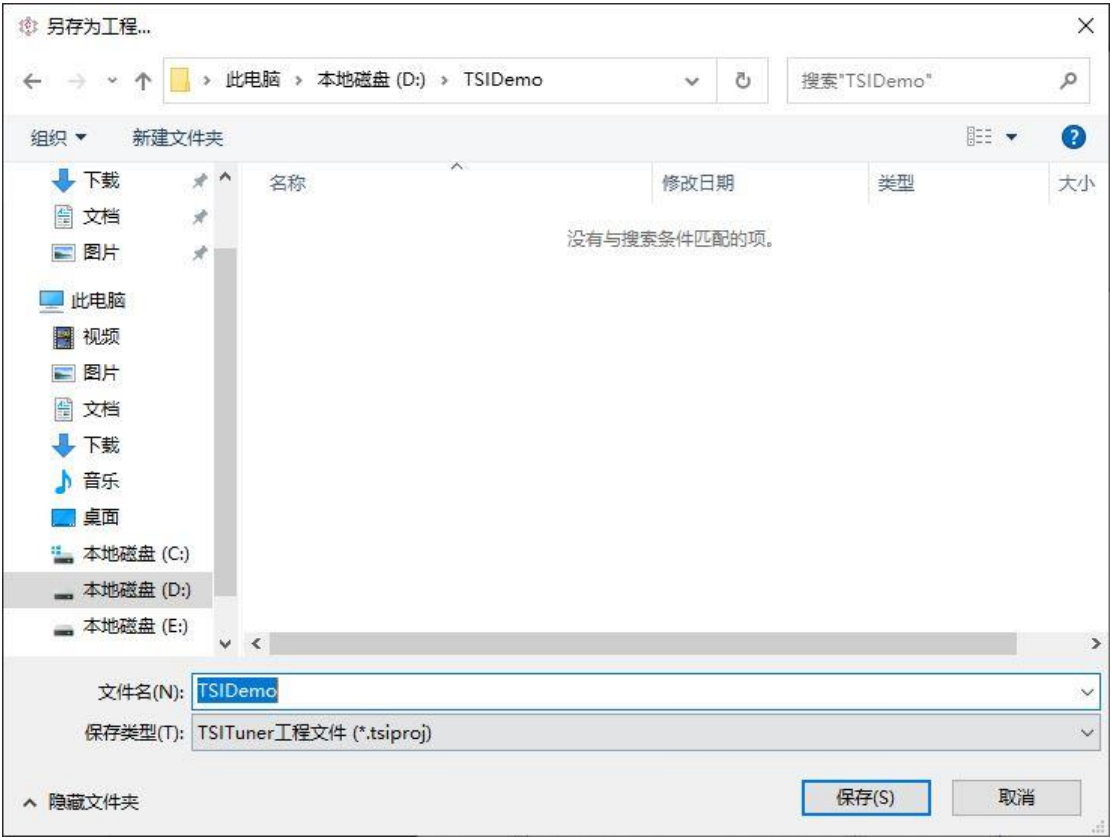 另存为工程...
此电脑 › 本地磁盘 (D:) › TSIDemo
搜索"TSIDemo"
组织
新建文件夹
名称
修改日期
类型
大小
没有与搜索条件匹配的项。
下载
文档
图片
此电脑
视频
图片
文档
下载
音乐
桌面
本地磁盘 (C:)
本地磁盘 (D:)
本地磁盘 (E:)
文件名(N): TSIDemo
保存类型(T): TSITuner工程文件 (*.tsiproj)
隐藏文件夹
保存(S)
取消